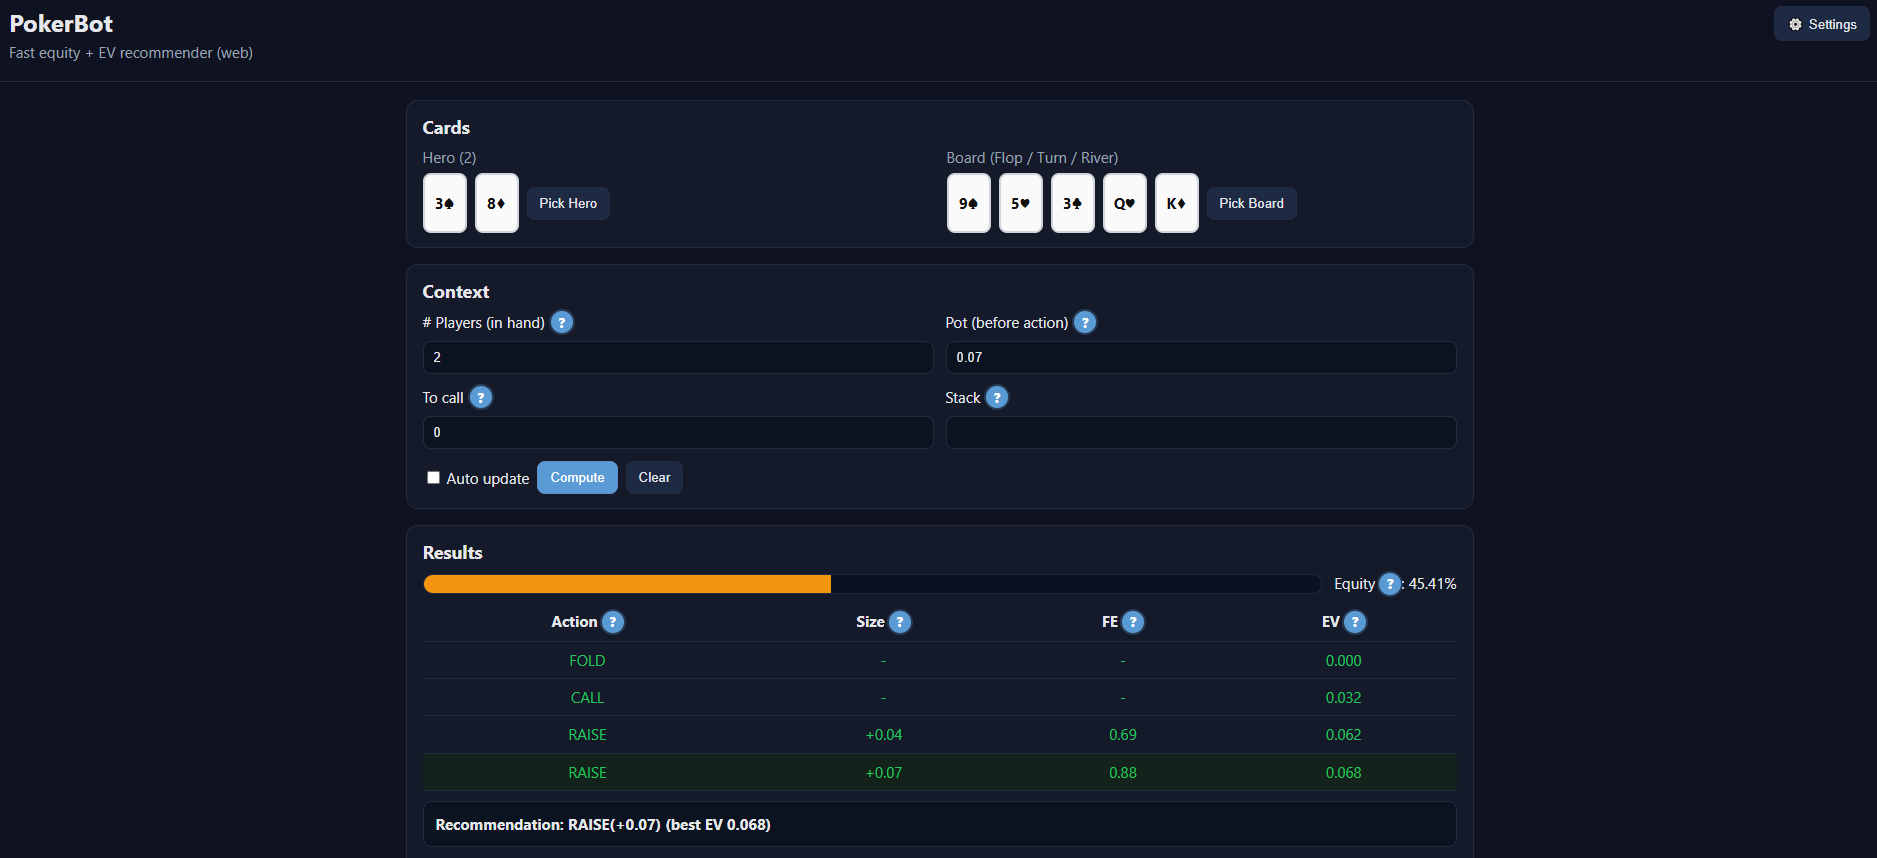 PokerBot
Fast equity + EV recommender (web)
⚙ Settings
Cards
Hero (2)
3♠ 8♦ Pick Hero
Board (Flop / Turn / River)
9♠ 5♥ 3♣ Q♥ K♦ Pick Board
Context
# Players (in hand) ?
2
Pot (before action) ?
0.07
To call ?
0
Stack ?
Auto update Compute Clear
Results
Equity ?: 45.41%
Action ? Size ? FE ? EV ?
FOLD - - 0.000
CALL - - 0.032
RAISE +0.04 0.69 0.062
RAISE +0.07 0.88 0.068
Recommendation: RAISE(+0.07) (best EV 0.068)